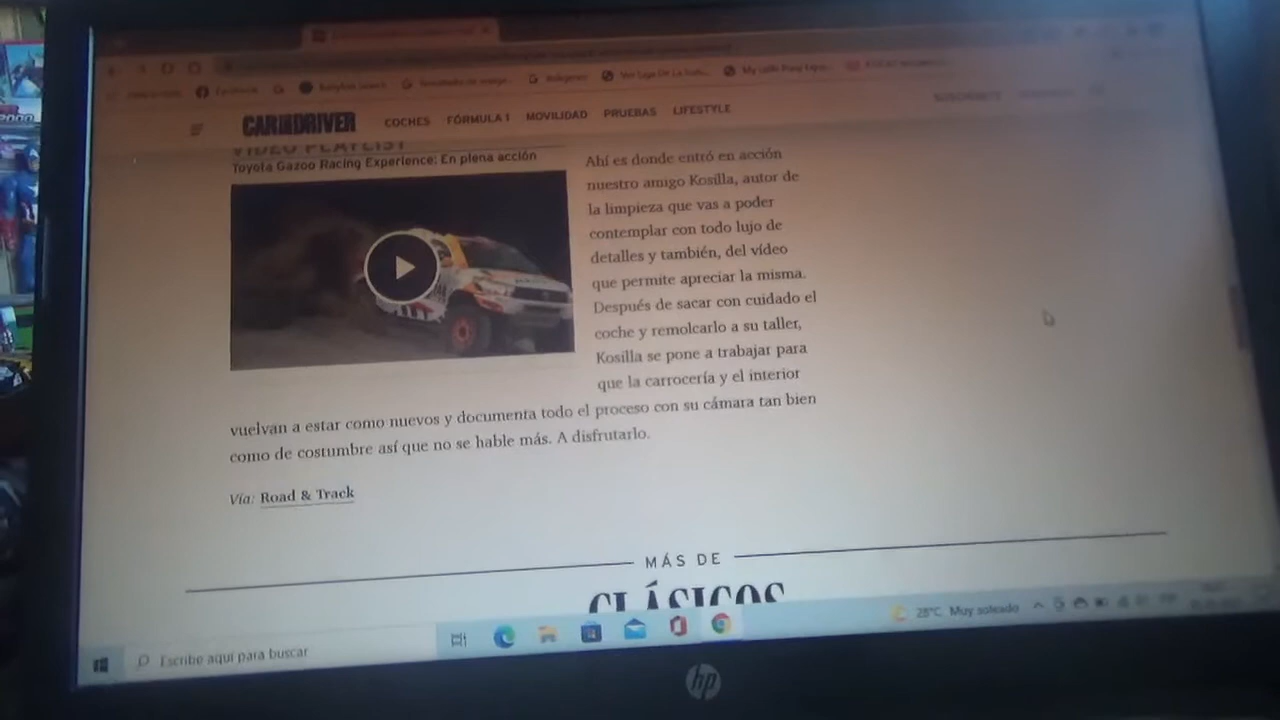 Facebook
CAR AND DRIVER
COCHES FÓRMULA 1 MOVILIDAD PRUEBAS LIFESTYLE
VIDEO PLAYLIST
Toyota Gazoo Racing Experience: En plena acción
Ahí es donde entró en acción
nuestro amigo Kosilla, autor de
la limpieza que vas a poder
contemplar con todo lujo de
detalles y también, del vídeo
que permite apreciar la misma.
Después de sacar con cuidado el
coche y remolcarlo a su taller,
Kosilla se pone a trabajar para
que la carrocería y el interior
vuelvan a estar como nuevos y documenta todo el proceso con su cámara tan bien
como de costumbre así que no se hable más. A disfrutarlo.
Vía: Road & Track
MÁS DE
CLÁSICOS
Escribe aquí para buscar
28°C Muy soleado
hp